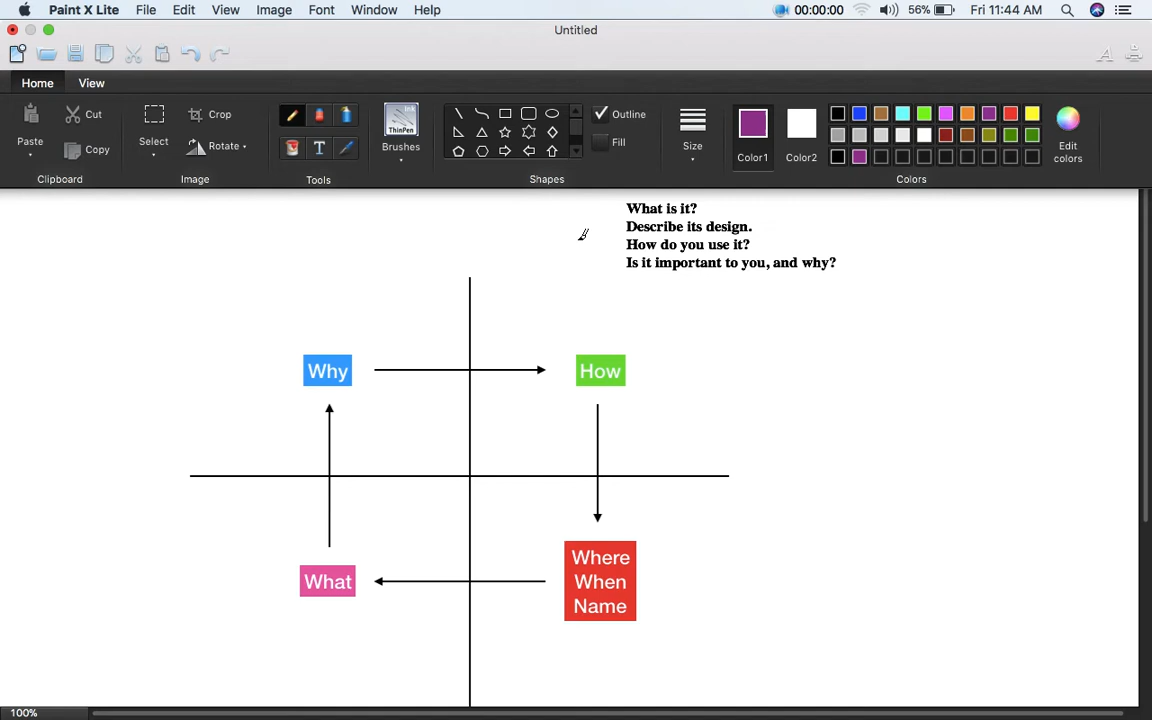 Paint X Lite File Edit View Image Font Window Help 00:00:00 56% Fri 11:44 AM
Untitled
A
Home View
Paste Cut Copy Select Crop Rotate T Ink ThinPen Brushes Outline Fill Size Color1 Color2 Edit colors
Clipboard Image Tools Shapes Colors
What is it?
Describe its design.
How do you use it?
Is it important to you, and why?
Why How
What Where
When
Name
100%